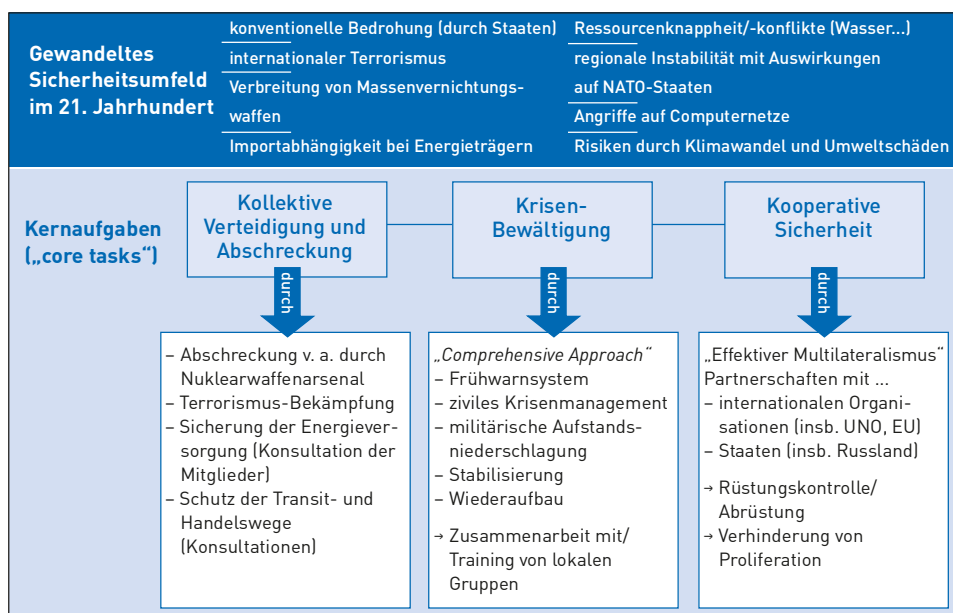 Gewandeltes
Sicherheitsumfeld
im 21. Jahrhundert
konventionelle Bedrohung (durch Staaten)
internationaler Terrorismus
Verbreitung von Massenvernichtungs-
waffen
Importabhängigkeit bei Energieträgern
Ressourcenknappheit/-konflikte (Wasser...)
regionale Instabilität mit Auswirkungen
auf NATO-Staaten
Angriffe auf Computernetze
Risiken durch Klimawandel und Umweltschäden
Kernaufgaben
(„core tasks“)
Kollektive
Verteidigung und
Abschreckung
Krisen-
Bewältigung
Kooperative
Sicherheit
durch
durch
durch
– Abschreckung v. a. durch
Nuklearwaffenarsenal
– Terrorismus-Bekämpfung
– Sicherung der Energiever-
sorgung (Konsultation der
Mitglieder)
– Schutz der Transit- und
Handelswege
(Konsultationen)
„Comprehensive Approach“
– Frühwarnsystem
– ziviles Krisenmanagement
– militärische Aufstands-
niederschlagung
– Stabilisierung
– Wiederaufbau
→ Zusammenarbeit mit/
Training von lokalen
Gruppen
„Effektiver Multilateralismus“
Partnerschaften mit ...
– internationalen Organi-
sationen (insb. UNO, EU)
– Staaten (insb. Russland)
→ Rüstungskontrolle/
Abrüstung
→ Verhinderung von
Proliferation